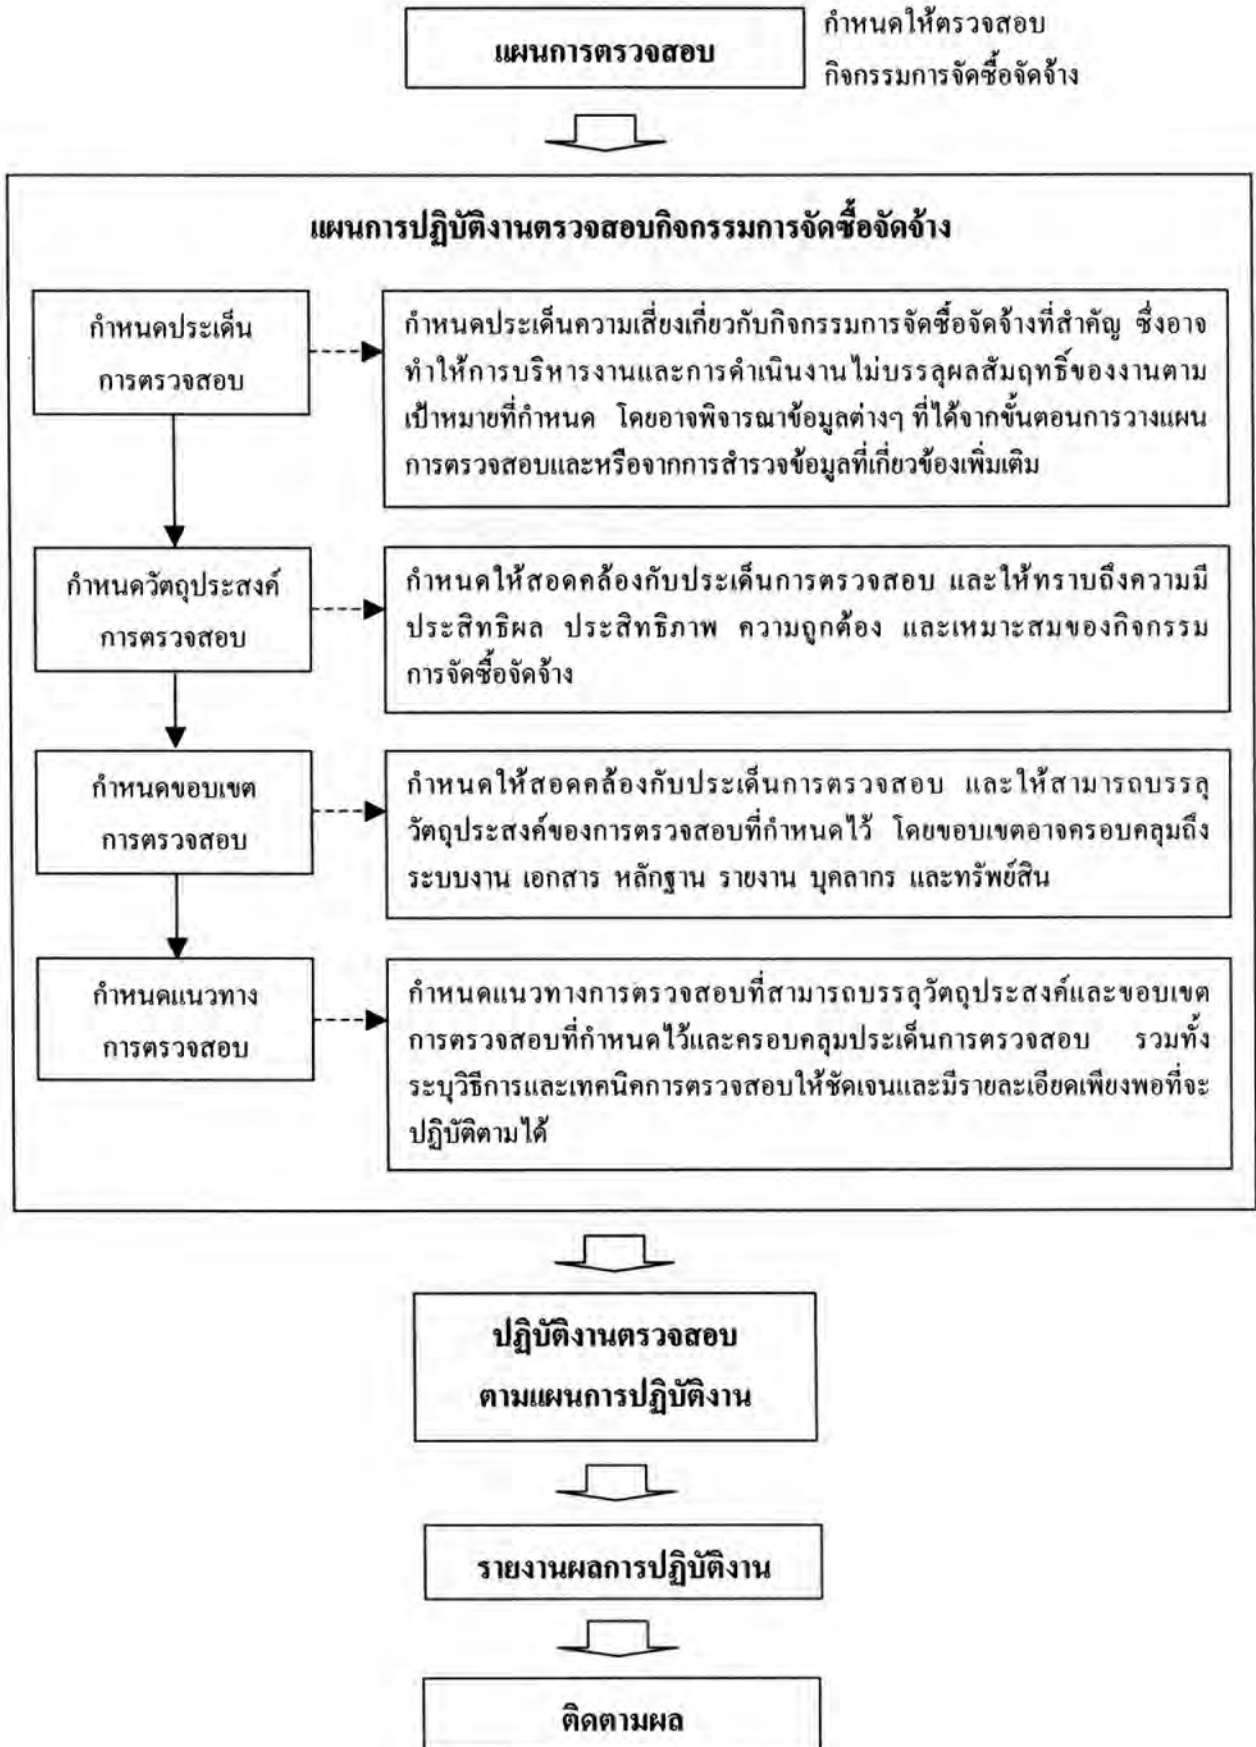 แผนการตรวจสอบ
กำหนดให้ตรวจสอบ
กิจกรรมการจัดซื้อจัดจ้าง
แผนการปฏิบัติงานตรวจสอบกิจกรรมการจัดซื้อจัดจ้าง
กำหนดประเด็น
การตรวจสอบ
กำหนดประเด็นความเสี่ยงเกี่ยวกับกิจกรรมการจัดซื้อจัดจ้างที่สำคัญ ซึ่งอาจ
ทำให้การบริหารงานและการดำเนินงานไม่บรรลุผลสัมฤทธิ์ของงานตาม
เป้าหมายที่กำหนด โดยอาจพิจารณาข้อมูลต่างๆ ที่ได้จากขั้นตอนการวางแผน
การตรวจสอบและหรือจากการสำรวจข้อมูลที่เกี่ยวข้องเพิ่มเติม
กำหนดวัตถุประสงค์
การตรวจสอบ
กำหนดให้สอดคล้องกับประเด็นการตรวจสอบ และให้ทราบถึงความมี
ประสิทธิผล ประสิทธิภาพ ความถูกต้อง และเหมาะสมของกิจกรรม
การจัดซื้อจัดจ้าง
กำหนดขอบเขต
การตรวจสอบ
กำหนดให้สอดคล้องกับประเด็นการตรวจสอบ และให้สามารถบรรลุ
วัตถุประสงค์ของการตรวจสอบที่กำหนดไว้ โดยขอบเขตอาจครอบคลุมถึง
ระบบงาน เอกสาร หลักฐาน รายงาน บุคลากร และทรัพย์สิน
กำหนดแนวทาง
การตรวจสอบ
กำหนดแนวทางการตรวจสอบที่สามารถบรรลุวัตถุประสงค์และขอบเขต
การตรวจสอบที่กำหนดไว้และครอบคลุมประเด็นการตรวจสอบ รวมทั้ง
ระบุวิธีการและเทคนิคการตรวจสอบให้ชัดเจนและมีรายละเอียดเพียงพอที่จะ
ปฏิบัติตามได้
ปฏิบัติงานตรวจสอบ
ตามแผนการปฏิบัติงาน
รายงานผลการปฏิบัติงาน
ติดตามผล